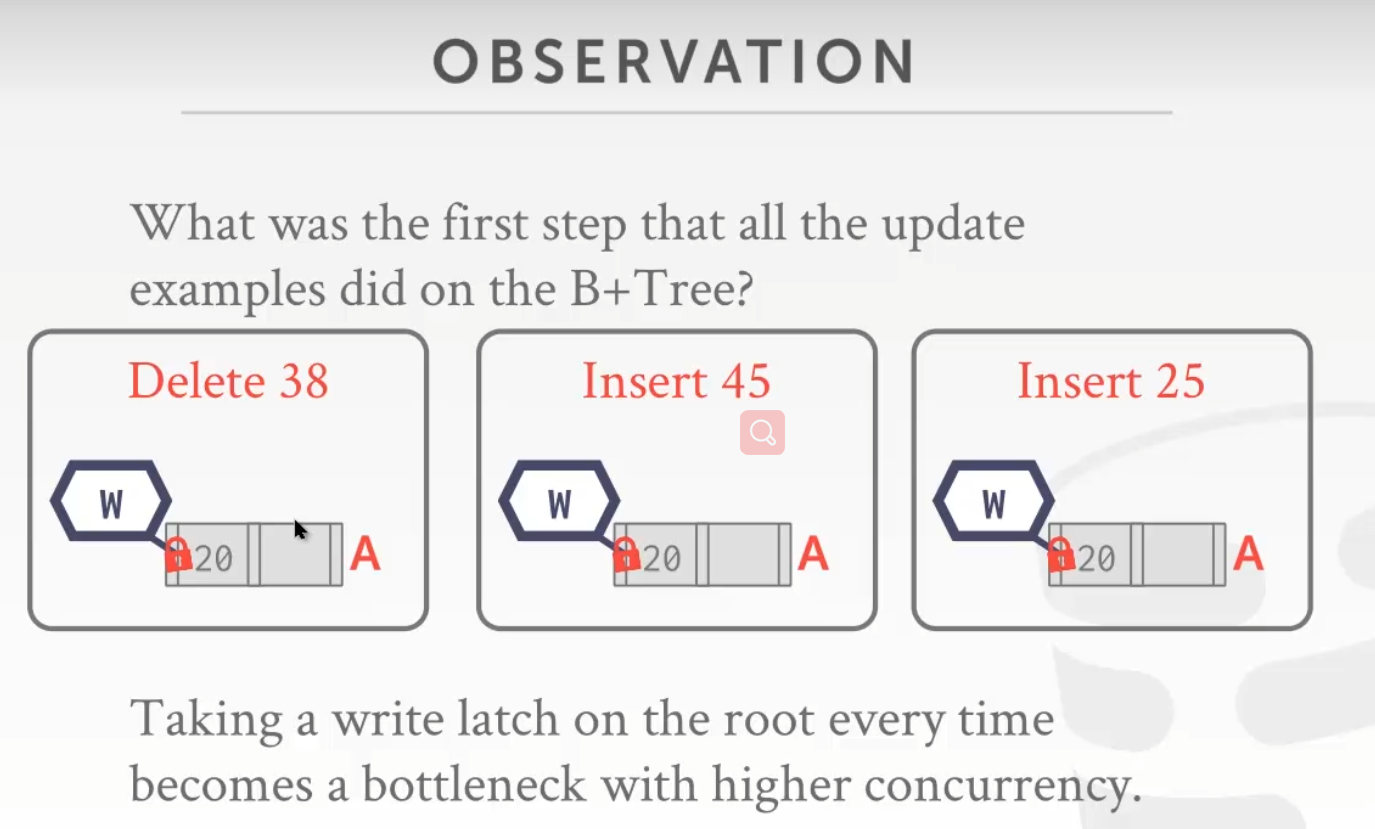 OBSERVATION
What was the first step that all the update
examples did on the B+Tree?
Delete 38
W
20
A
Insert 45
W
20
A
Insert 25
W
20
A
Taking a write latch on the root every time
becomes a bottleneck with higher concurrency.